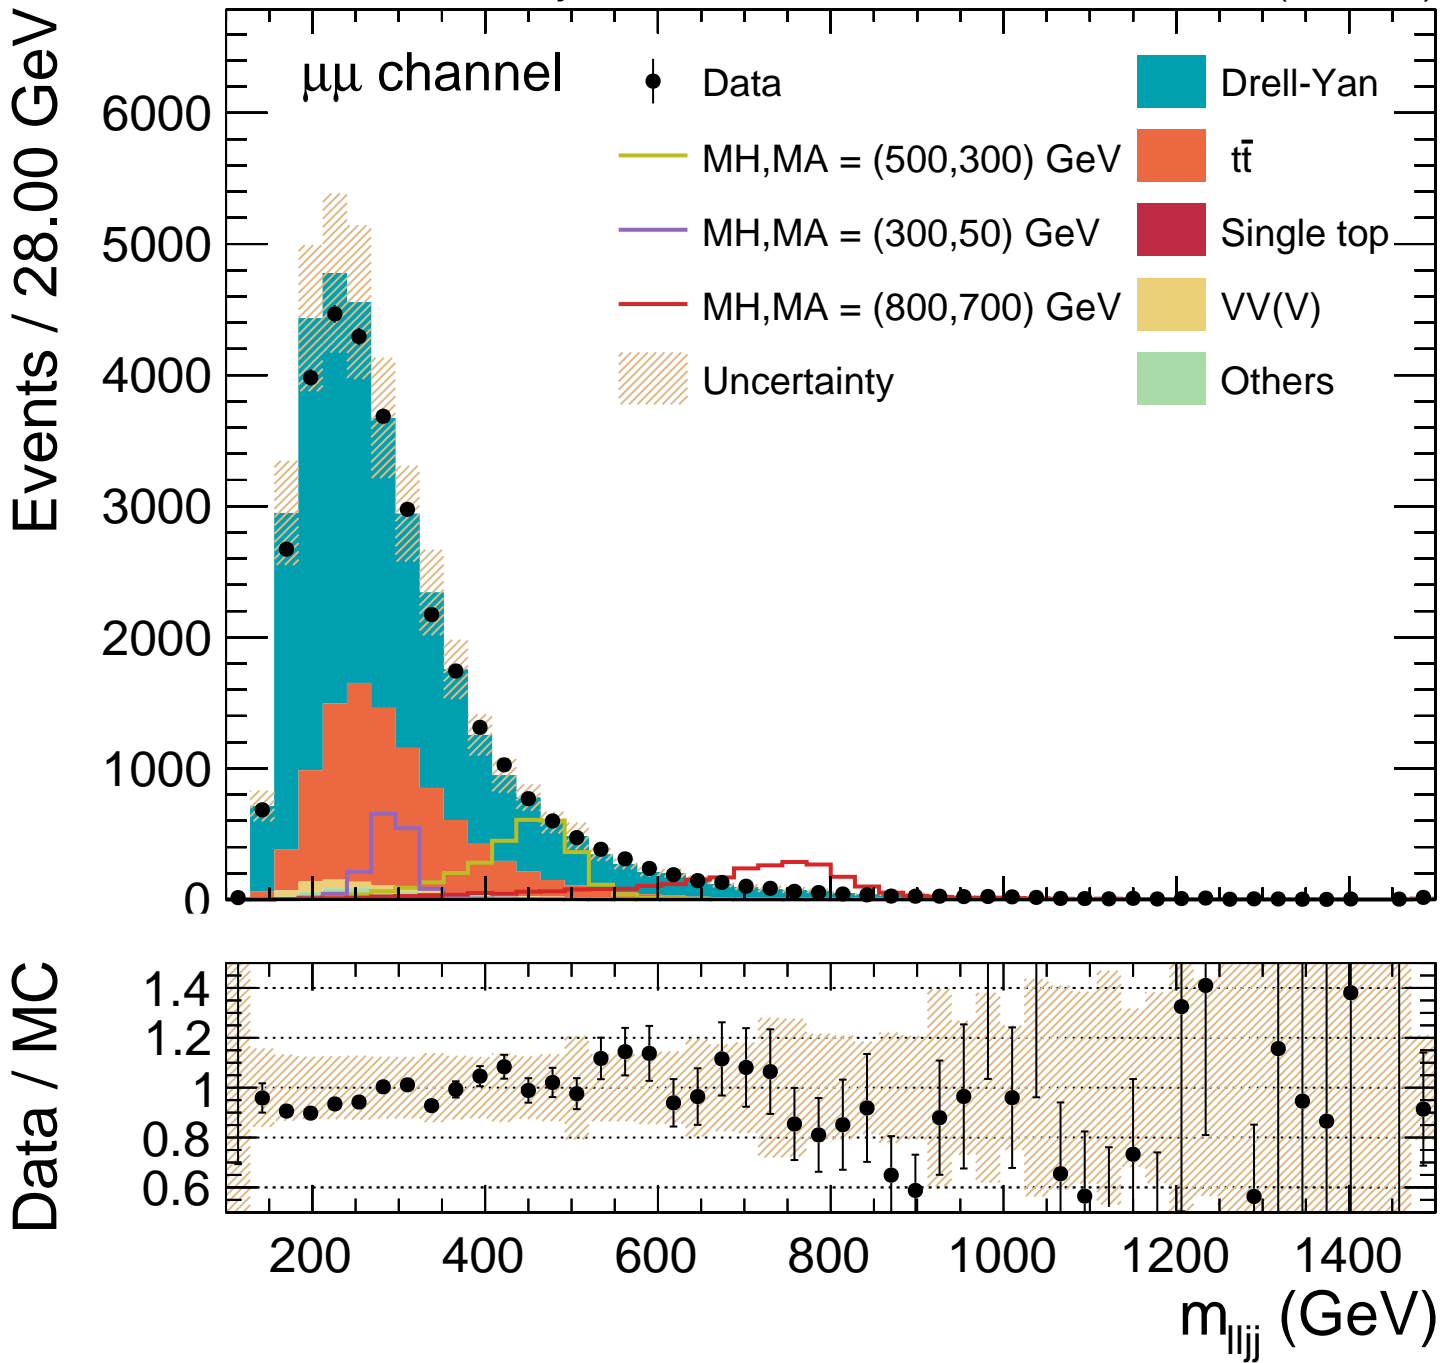 μμ channel
Data
MH,MA = (500,300) GeV
MH,MA = (300,50) GeV
MH,MA = (800,700) GeV
Uncertainty
Drell-Yan
tt̄
Single top
VV(V)
Others
Events / 28.00 GeV
6000
5000
4000
3000
2000
1000
0
Data / MC
1.4
1.2
1
0.8
0.6
200 400 600 800 1000 1200 1400
m_lljj (GeV)